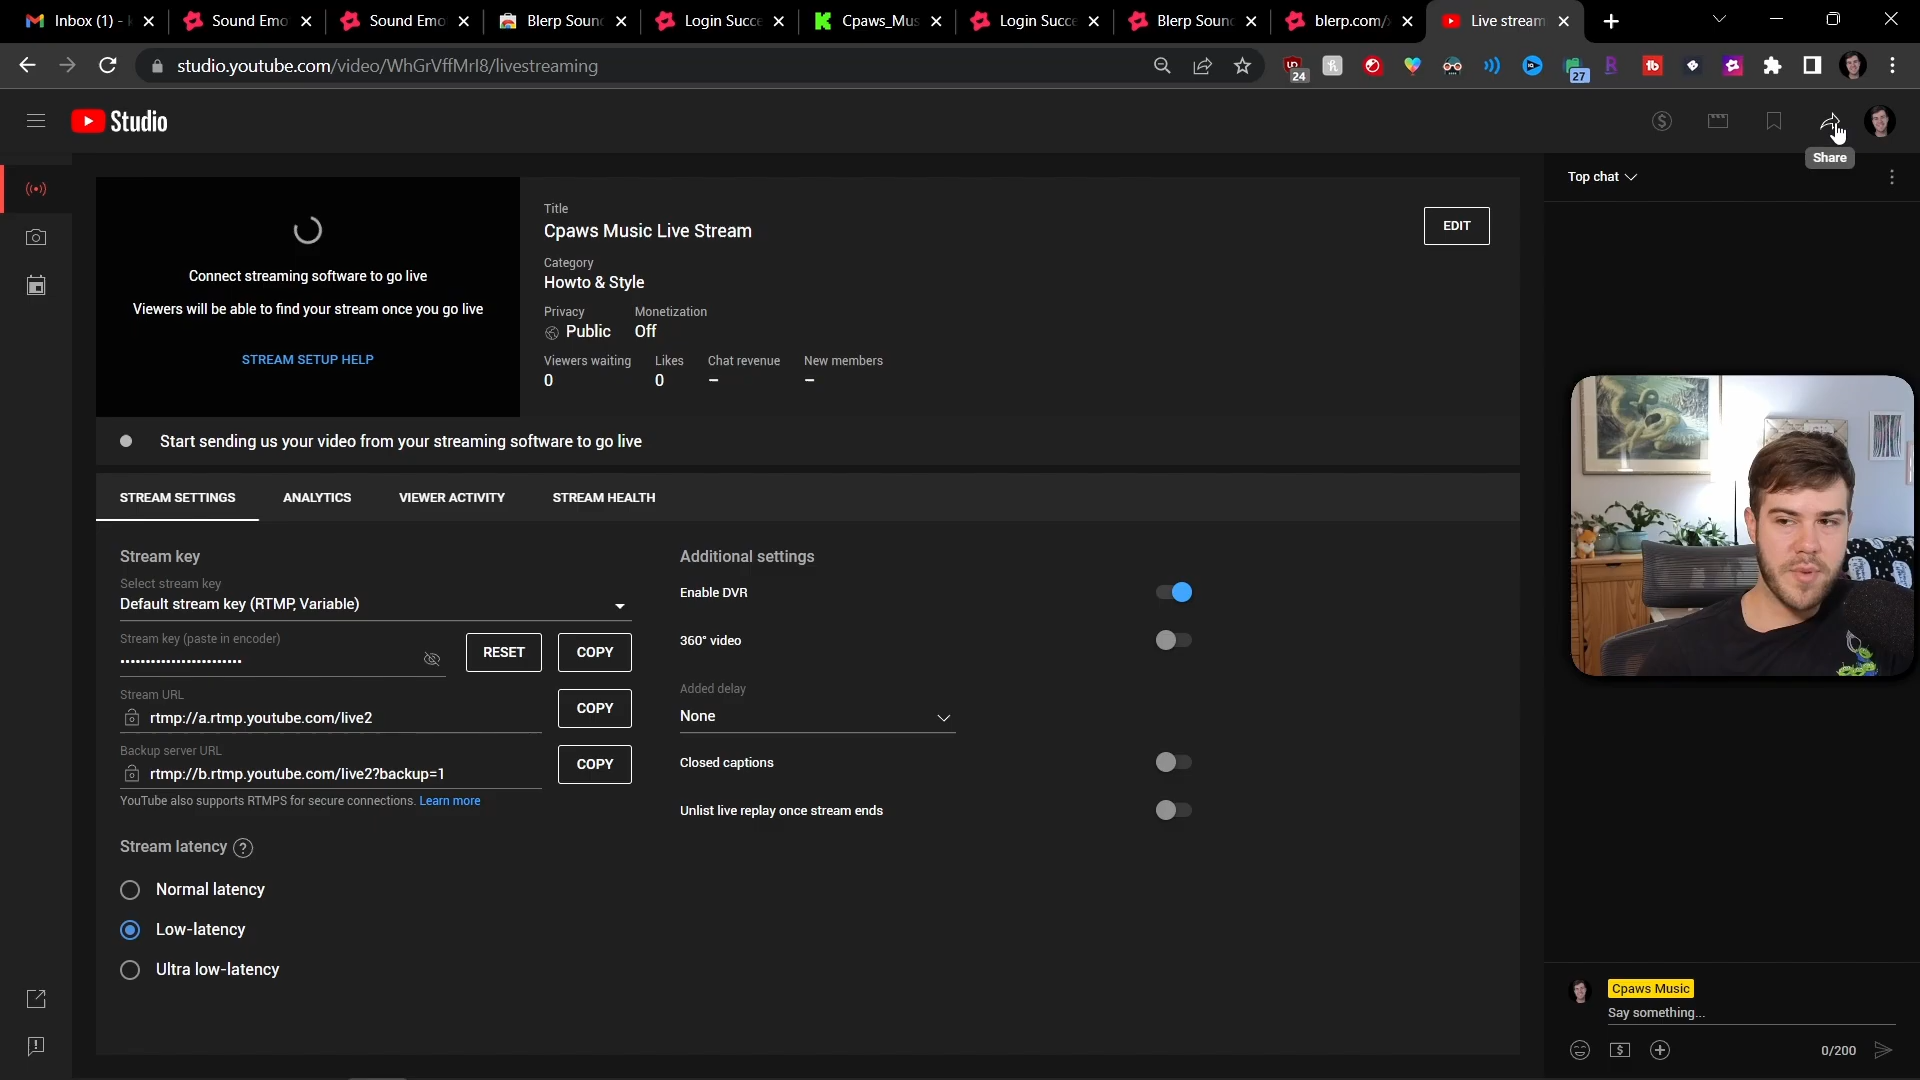 Inbox (1) -
Sound Emo
Sound Emo
Blerp Soun
Login Succe
Cpaws_Mus
Login Succe
Blerp Soun
blerp.com/
Live stream
studio.youtube.com/video/WhGrVffMrI8/livestreaming
24
27
Studio
Share
Top chat
Connect streaming software to go live
Viewers will be able to find your stream once you go live
STREAM SETUP HELP
Title
Cpaws Music Live Stream
EDIT
Category
Howto & Style
Privacy Monetization
Public Off
Viewers waiting Likes Chat revenue New members
0 0 – –
Start sending us your video from your streaming software to go live
STREAM SETTINGS ANALYTICS VIEWER ACTIVITY STREAM HEALTH
Stream key
Select stream key
Default stream key (RTMP, Variable)
Stream key (paste in encoder)
••••••••••••••••••••••••
RESET COPY
Stream URL
rtmp://a.rtmp.youtube.com/live2
COPY
Backup server URL
rtmp://b.rtmp.youtube.com/live2?backup=1
COPY
YouTube also supports RTMPS for secure connections. Learn more
Stream latency ?
Normal latency
Low-latency
Ultra low-latency
Additional settings
Enable DVR
360° video
Added delay
None
Closed captions
Unlist live replay once stream ends
Cpaws Music
Say something...
0/200